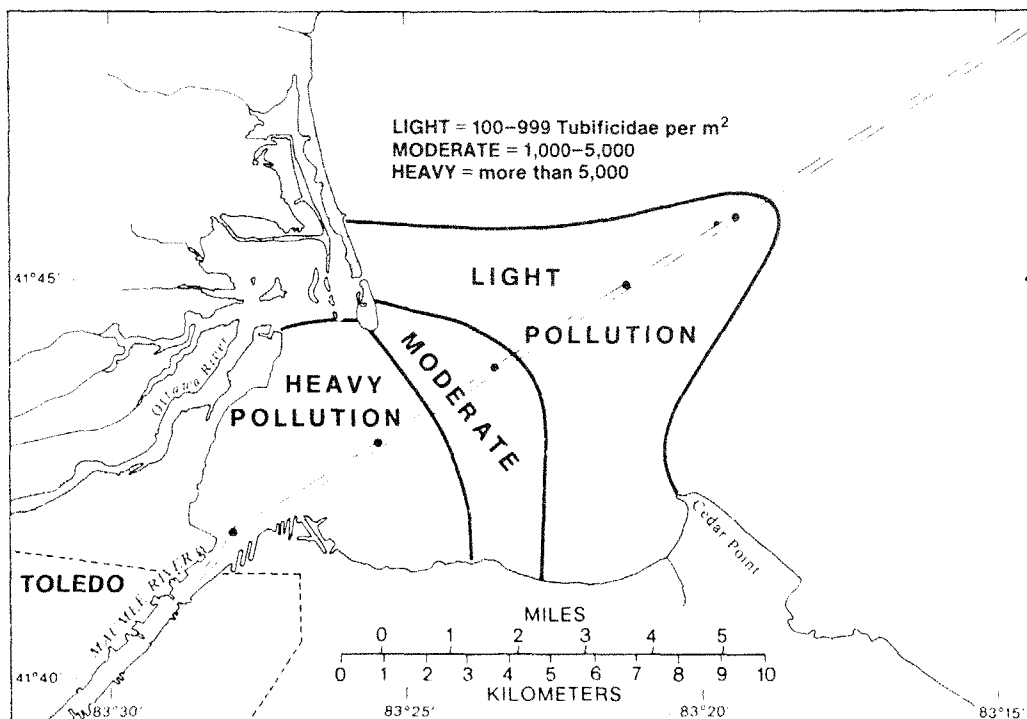 LIGHT = 100–999 Tubificidae per m²
MODERATE = 1,000–5,000
HEAVY = more than 5,000
41°45'
LIGHT
POLLUTION
MODERATE
HEAVY
POLLUTION
Ottawa River
Cedar Point
TOLEDO
MAUMEE RIVER
MILES
0 1 2 3 4 5
0 1 2 3 4 5 6 7 8 9 10
KILOMETERS
41°40'
83°30' 83°25' 83°20' 83°15'